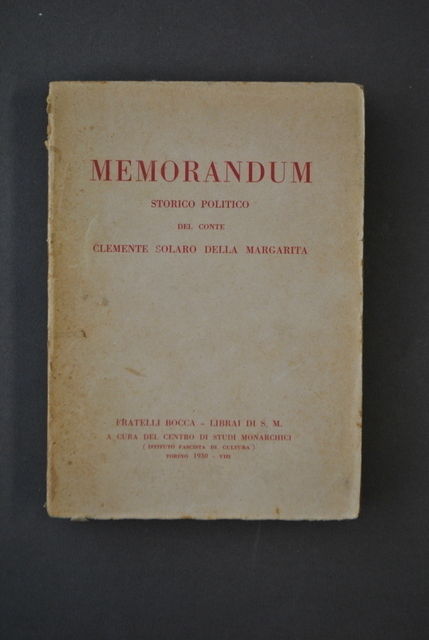 MEMORANDUM
STORICO POLITICO
DEL CONTE
CLEMENTE SOLARO DELLA MARGARITA
FRATELLI BOCCA - LIBRAI DI S. M.
A CURA DEL CENTRO DI STUDI MONARCHICI
( ISTITUTO FASCISTA DI CULTURA )
TORINO 1930 - VIII